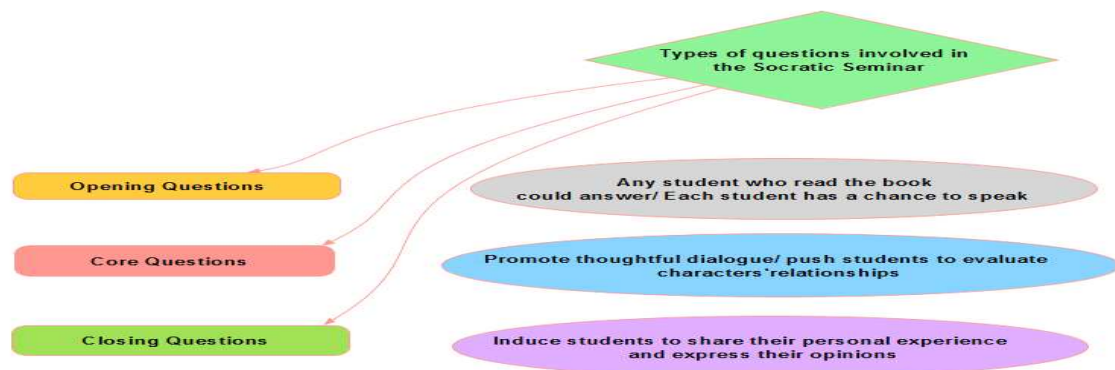 Types of questions involved in
the Socratic Seminar
Opening Questions
Any student who read the book
could answer/ Each student has a chance to speak
Core Questions
Promote thoughtful dialogue/ push students to evaluate
characters'relationships
Closing Questions
Induce students to share their personal experience
and express their opinions